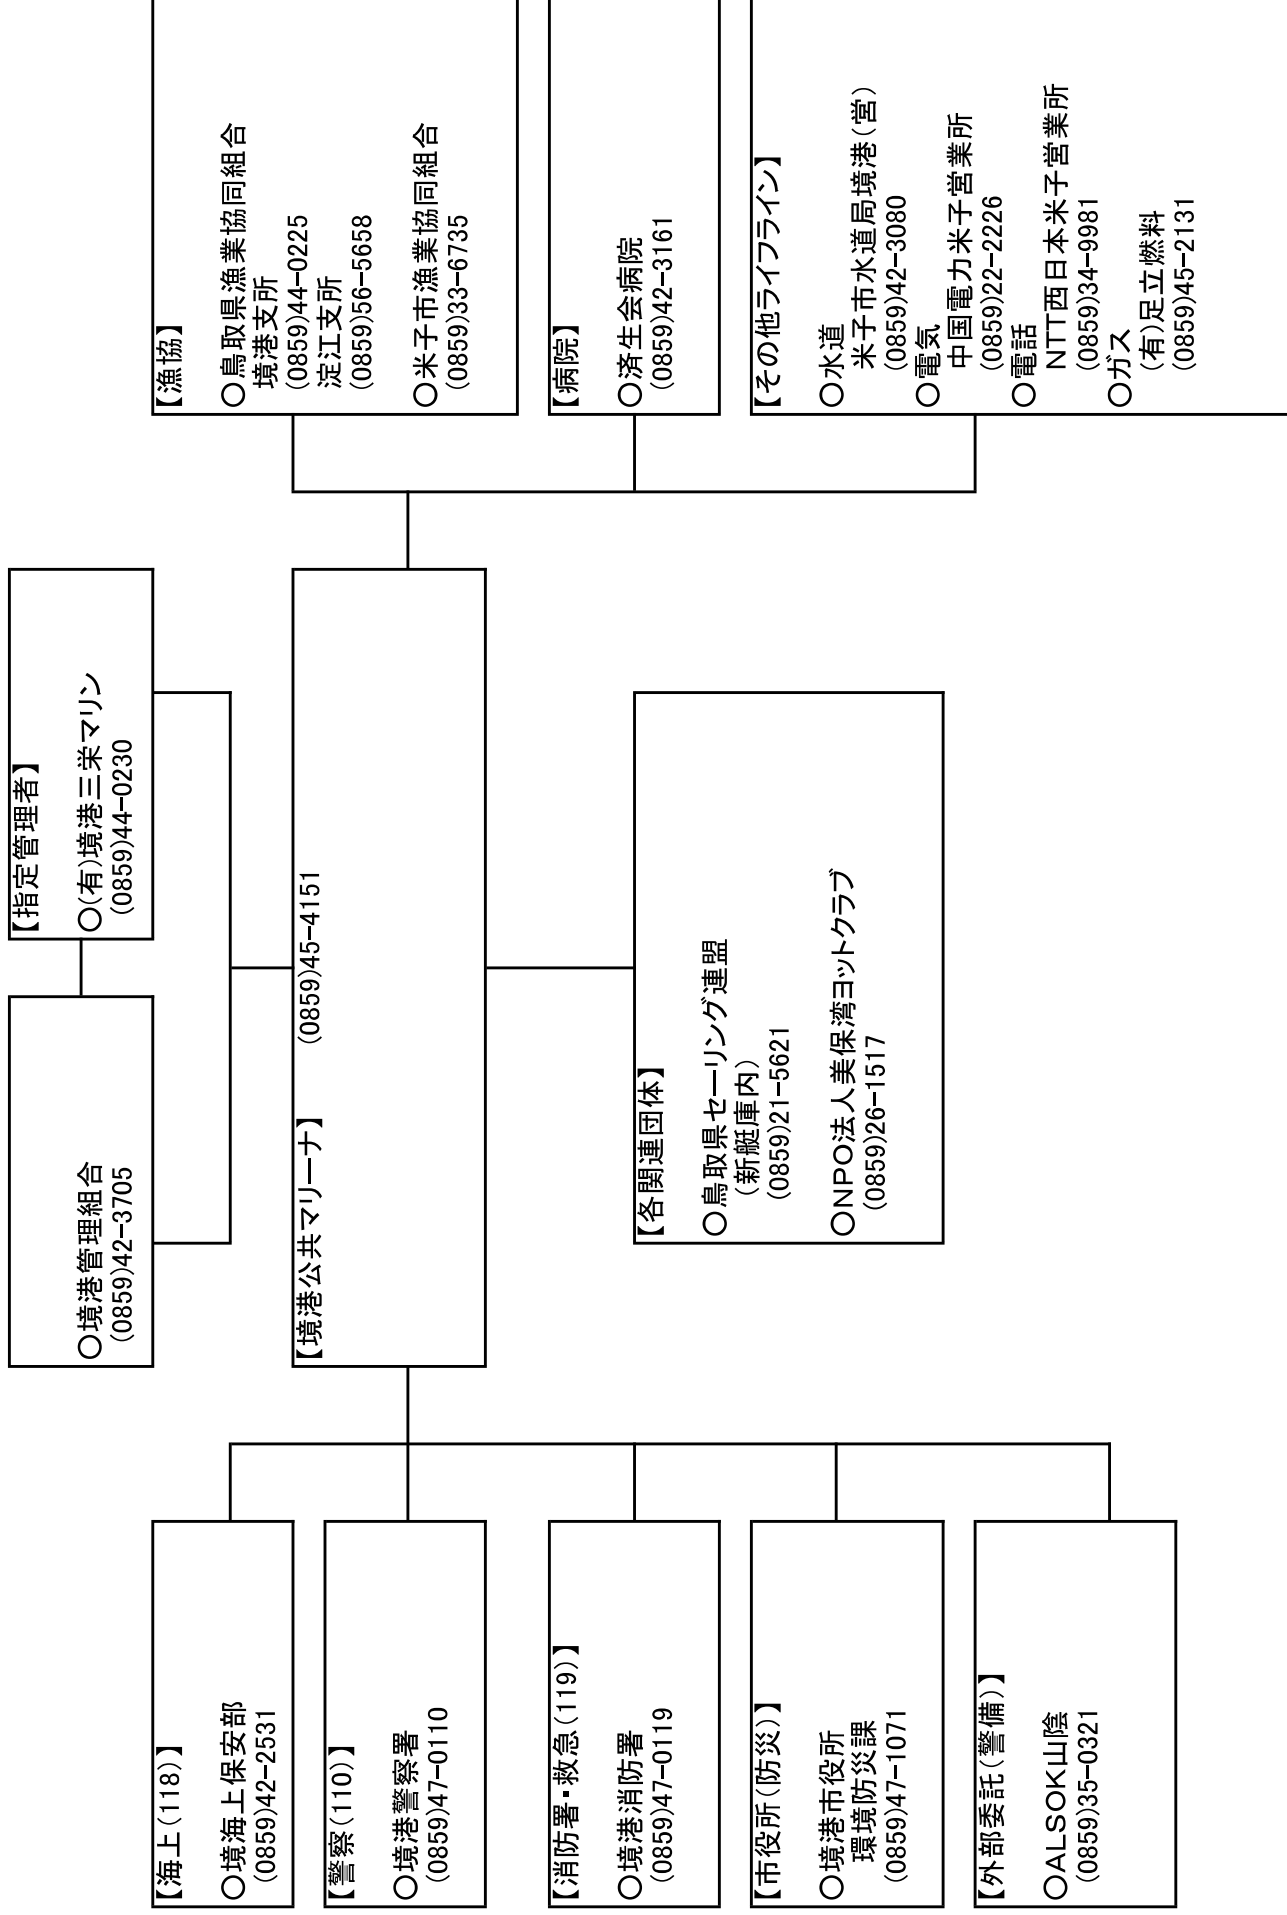 ○境港管理組合
(0859)42-3705
【指定管理者】
○(有)境港三栄マリン
(0859)44-0230
【海上(118)】
○境海上保安部
(0859)42-2531
【警察(110)】
○境港警察署
(0859)47-0110
【消防署・救急(119)】
○境港消防署
(0859)47-0119
【市役所(防災)】
○境港市役所
環境防災課
(0859)47-1071
【外部委託(警備)】
○ALSOK山陰
(0859)35-0321
【境港公共マリーナ】 (0859)45-4151
【各関連団体】
○鳥取県セーリング連盟
(新艇庫内)
(0859)21-5621
○NPO法人美保湾ヨットクラブ
(0859)26-1517
【漁協】
○鳥取県漁業協同組合
境港支所
(0859)44-0225
淀江支所
(0859)56-5658
○米子市漁業協同組合
(0859)33-6735
【病院】
○済生会病院
(0859)42-3161
【その他ライフライン】
○水道
米子市水道局境港(営)
(0859)42-3080
○電気
中国電力米子営業所
(0859)22-2226
○電話
NTT西日本米子営業所
(0859)34-9981
○ガス
(有)足立燃料
(0859)45-2131